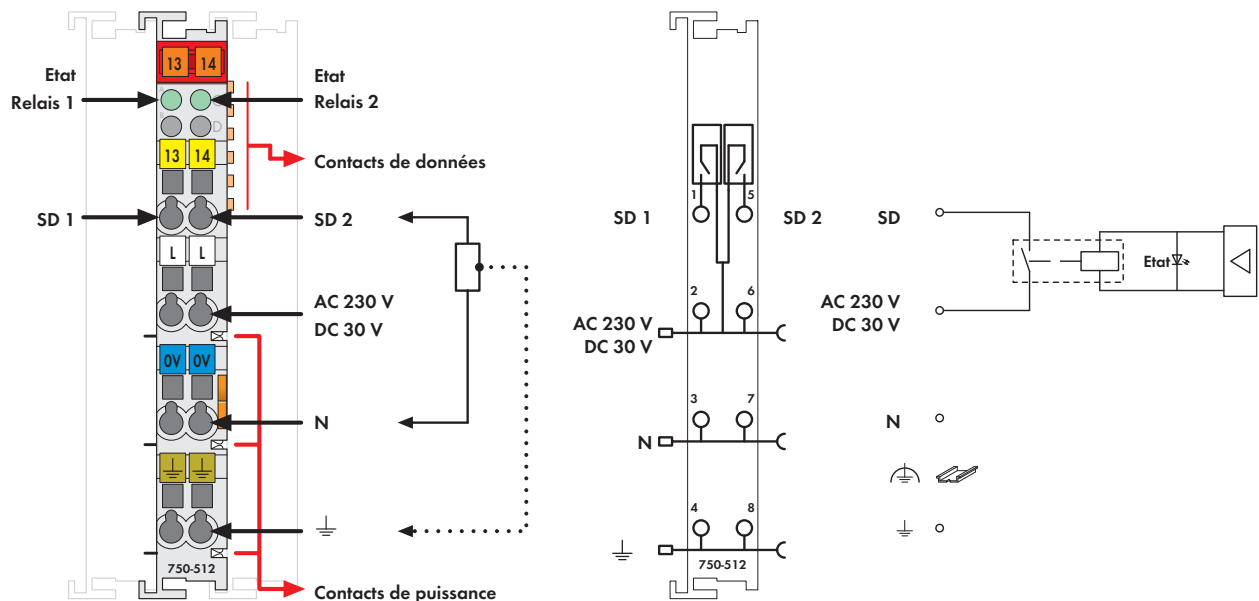 13 14
Etat
Relais 1
A
C
B
D
Etat
Relais 2
13 14
Contacts de données
SD 1
SD 2
L L
AC 230 V
DC 30 V
0V 0V
N
750-512
Contacts de puissance
1 5
SD 1
SD 2
2 6
AC 230 V
DC 30 V
3 7
N
4 8
750-512
SD
Etat
AC 230 V
DC 30 V
N